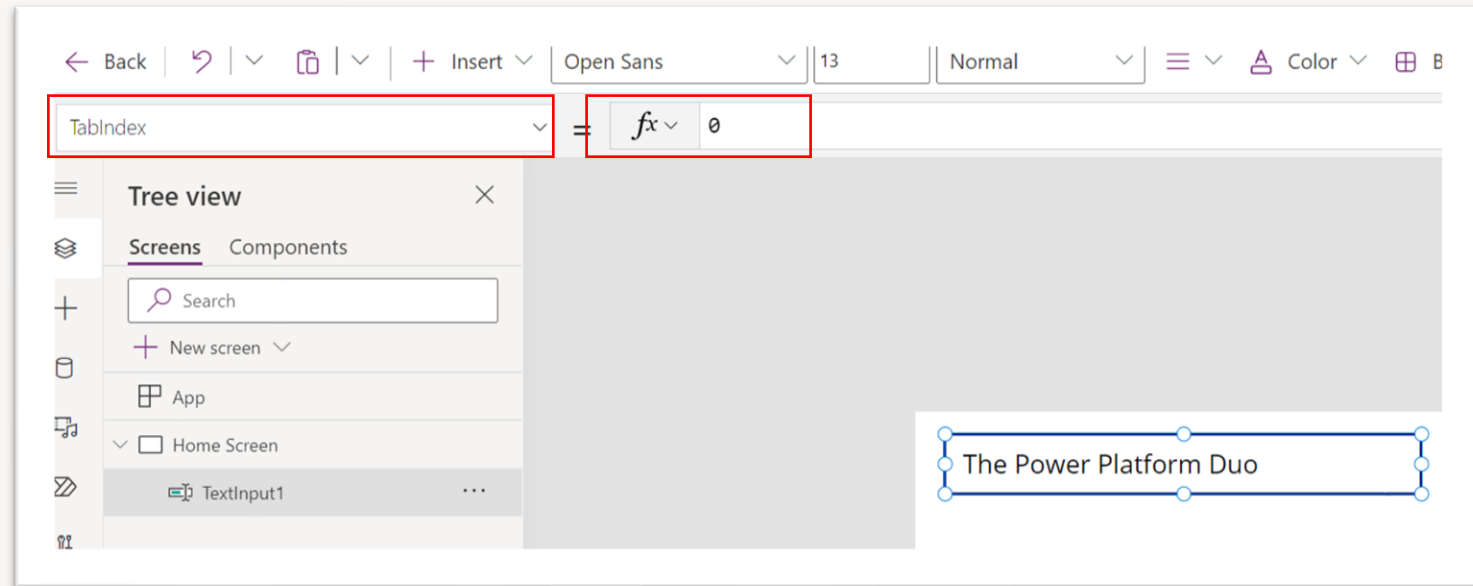 Back Insert Open Sans 13 Normal Color B
TabIndex = fx 0
Tree view
Screens Components
Search
New screen
App
Home Screen
The Power Platform Duo
TextInput1 ...